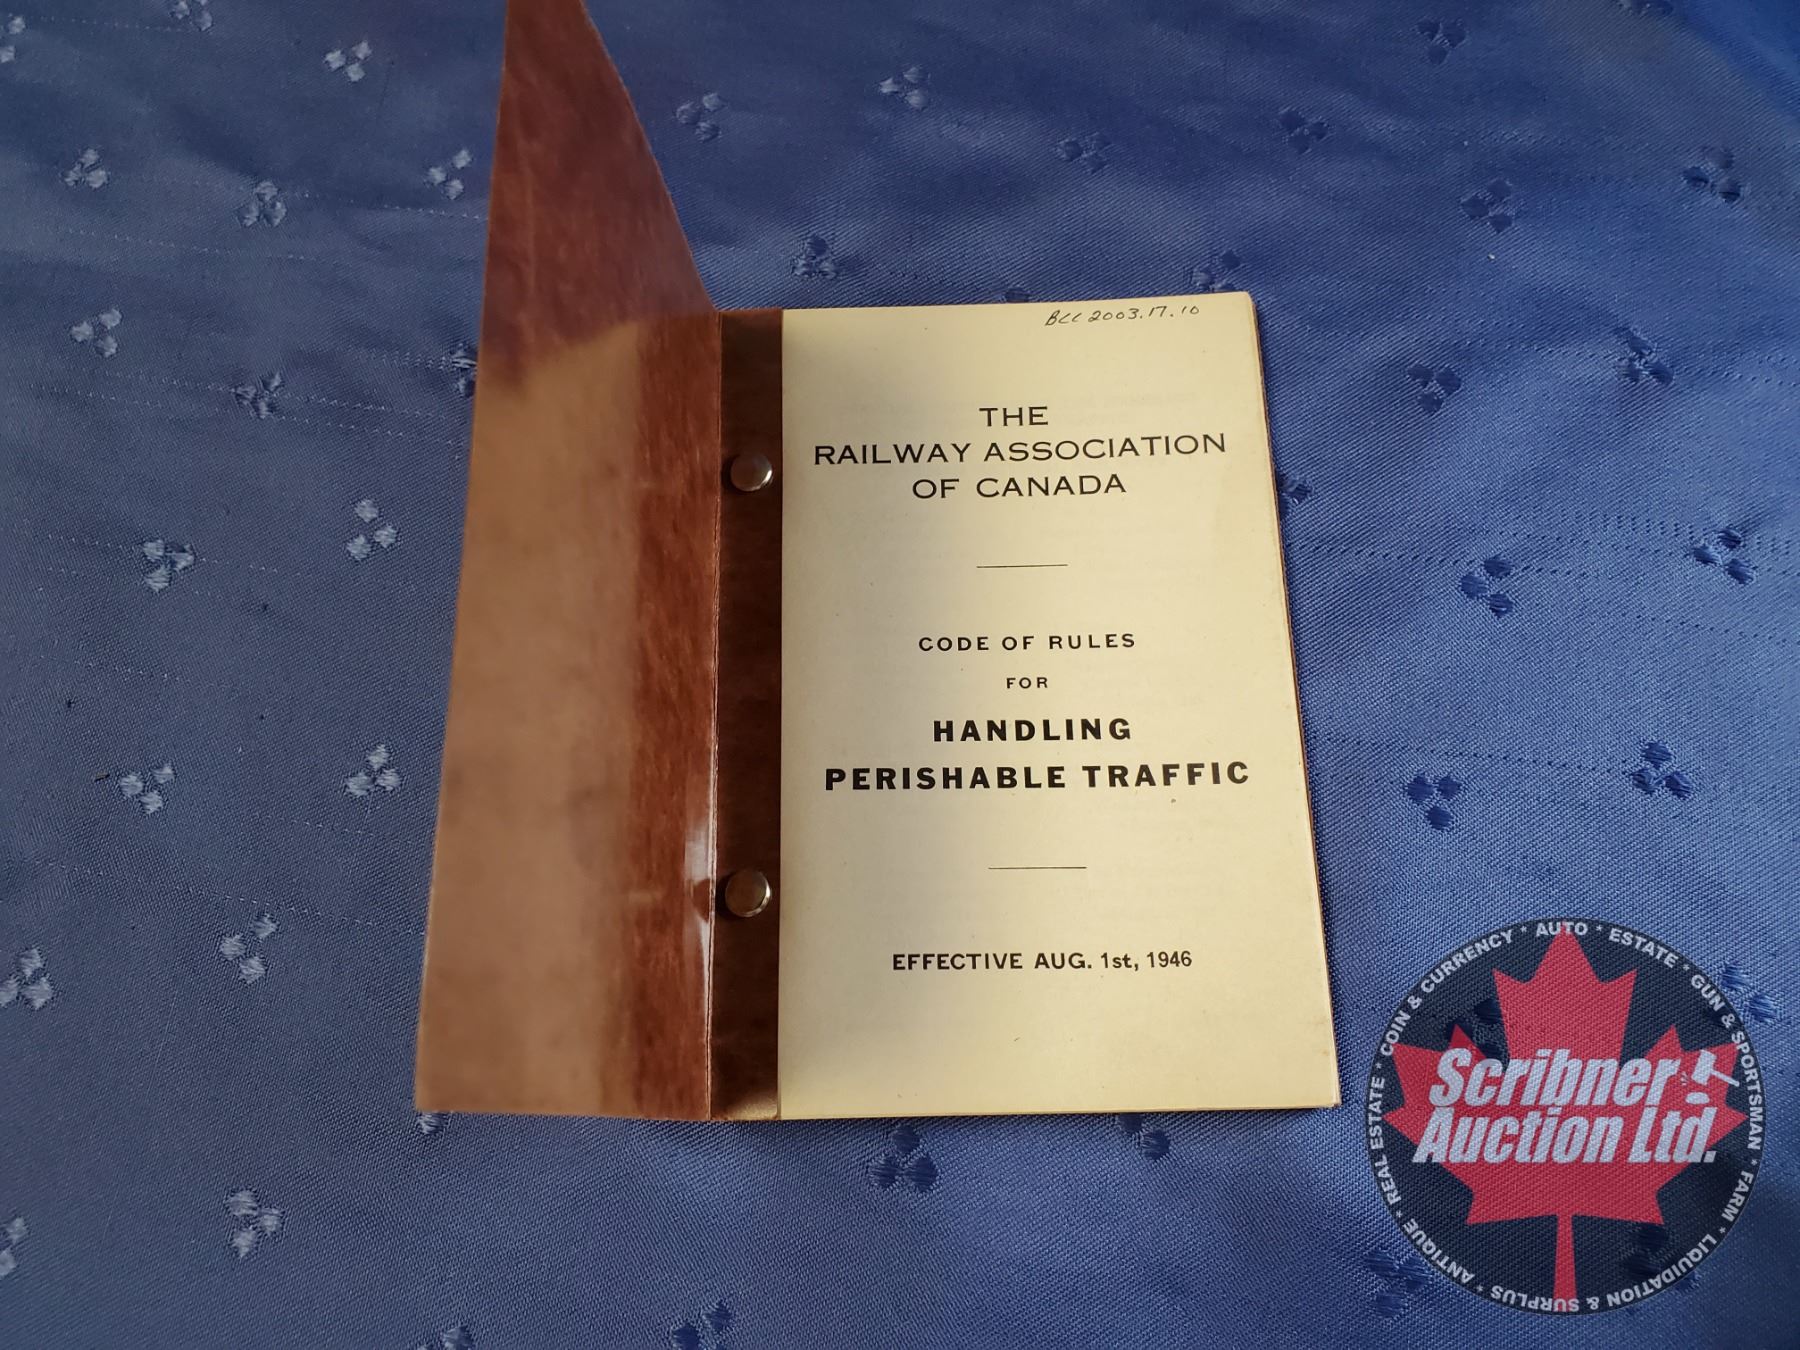 BCC 2003.17.10
THE
RAILWAY ASSOCIATION
OF CANADA
CODE OF RULES
FOR
HANDLING
PERISHABLE TRAFFIC
EFFECTIVE AUG. 1st, 1946
Scribner
Auction Ltd.
* REAL ESTATE * COIN & CURRENCY * AUTO * ESTATE * GUN & SPORTSMAN * FARM * LIQUIDATION & SURPLUS * ANTIQUE